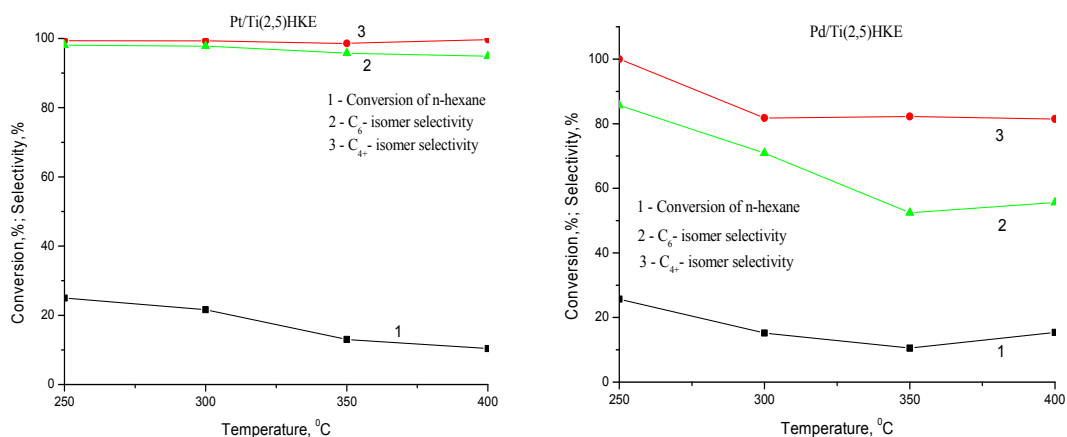 Pt/Ti(2,5)HKE
3
2
1 - Conversion of n-hexane
2 - C6- isomer selectivity
3 - C4+- isomer selectivity
1
100
80
60
40
20
0
250
300
350
400
Conversion,%; Selectivity,%
Temperature, 0C
Pd/Ti(2,5)HKE
3
1 - Conversion of n-hexane
2
2 - C6- isomer selectivity
3 - C4+- isomer selectivity
1
100
80
60
40
20
0
250
300
350
400
Conversion,%; Selectivity,%
Temperature, 0C